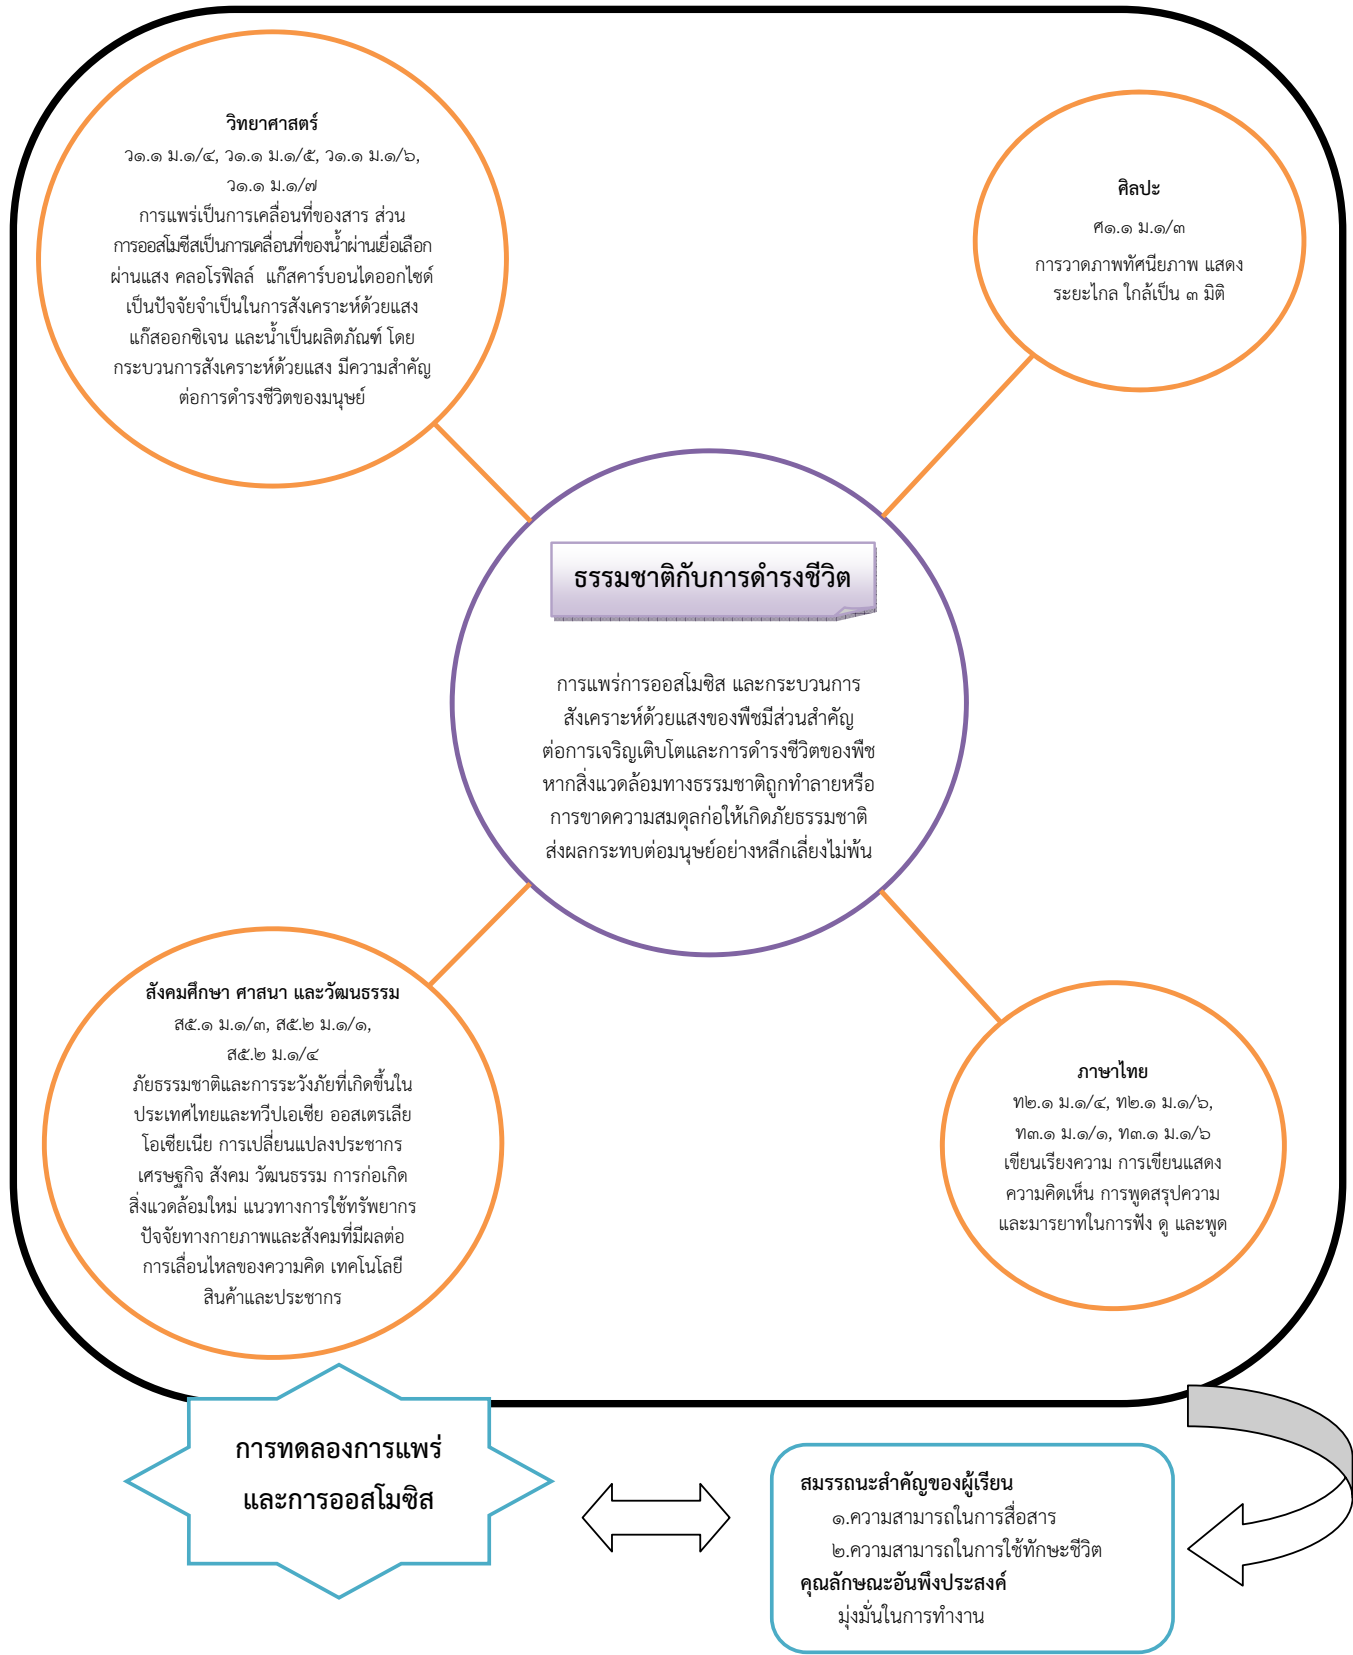 วิทยาศาสตร์
ว๑.๑ ม.๑/๔, ว๑.๑ ม.๑/๕, ว๑.๑ ม.๑/๖,
ว๑.๑ ม.๑/๗
การแพร่เป็นการเคลื่อนที่ของสาร ส่วน
การออสโมซีสเป็นการเคลื่อนที่ของน้ำผ่านเยื่อเลือก
ผ่านแสง คลอโรฟิลล์ แก๊สคาร์บอนไดออกไซด์
เป็นปัจจัยจำเป็นในการสังเคราะห์ด้วยแสง
แก๊สออกซิเจน และน้ำเป็นผลิตภัณฑ์ โดย
กระบวนการสังเคราะห์ด้วยแสง มีความสำคัญ
ต่อการดำรงชีวิตของมนุษย์
ศิลปะ
ศ๑.๑ ม.๑/๓
การวาดภาพทัศนียภาพ แสดง
ระยะไกล ใกล้เป็น ๓ มิติ
ธรรมชาติกับการดำรงชีวิต
การแพร่การออสโมซิส และกระบวนการ
สังเคราะห์ด้วยแสงของพืชมีส่วนสำคัญ
ต่อการเจริญเติบโตและการดำรงชีวิตของพืช
หากสิ่งแวดล้อมทางธรรมชาติถูกทำลายหรือ
การขาดความสมดุลก่อให้เกิดภัยธรรมชาติ
ส่งผลกระทบต่อมนุษย์อย่างหลีกเลี่ยงไม่พ้น
สังคมศึกษา ศาสนา และวัฒนธรรม
ส๕.๑ ม.๑/๓, ส๕.๒ ม.๑/๑,
ส๕.๒ ม.๑/๔
ภัยธรรมชาติและการระวังภัยที่เกิดขึ้นใน
ประเทศไทยและทวีปเอเชีย ออสเตรเลีย
โอเซียเนีย การเปลี่ยนแปลงประชากร
เศรษฐกิจ สังคม วัฒนธรรม การก่อเกิด
สิ่งแวดล้อมใหม่ แนวทางการใช้ทรัพยากร
ปัจจัยทางกายภาพและสังคมที่มีผลต่อ
การเลื่อนไหลของความคิด เทคโนโลยี
สินค้าและประชากร
ภาษาไทย
ท๒.๑ ม.๑/๔, ท๒.๑ ม.๑/๖,
ท๓.๑ ม.๑/๑, ท๓.๑ ม.๑/๖
เขียนเรียงความ การเขียนแสดง
ความคิดเห็น การพูดสรุปความ
และมารยาทในการฟัง ดู และพูด
การทดลองการแพร่
และการออสโมซิส
สมรรถนะสำคัญของผู้เรียน
๑.ความสามารถในการสื่อสาร
๒.ความสามารถในการใช้ทักษะชีวิต
คุณลักษณะอันพึงประสงค์
มุ่งมั่นในการทำงาน